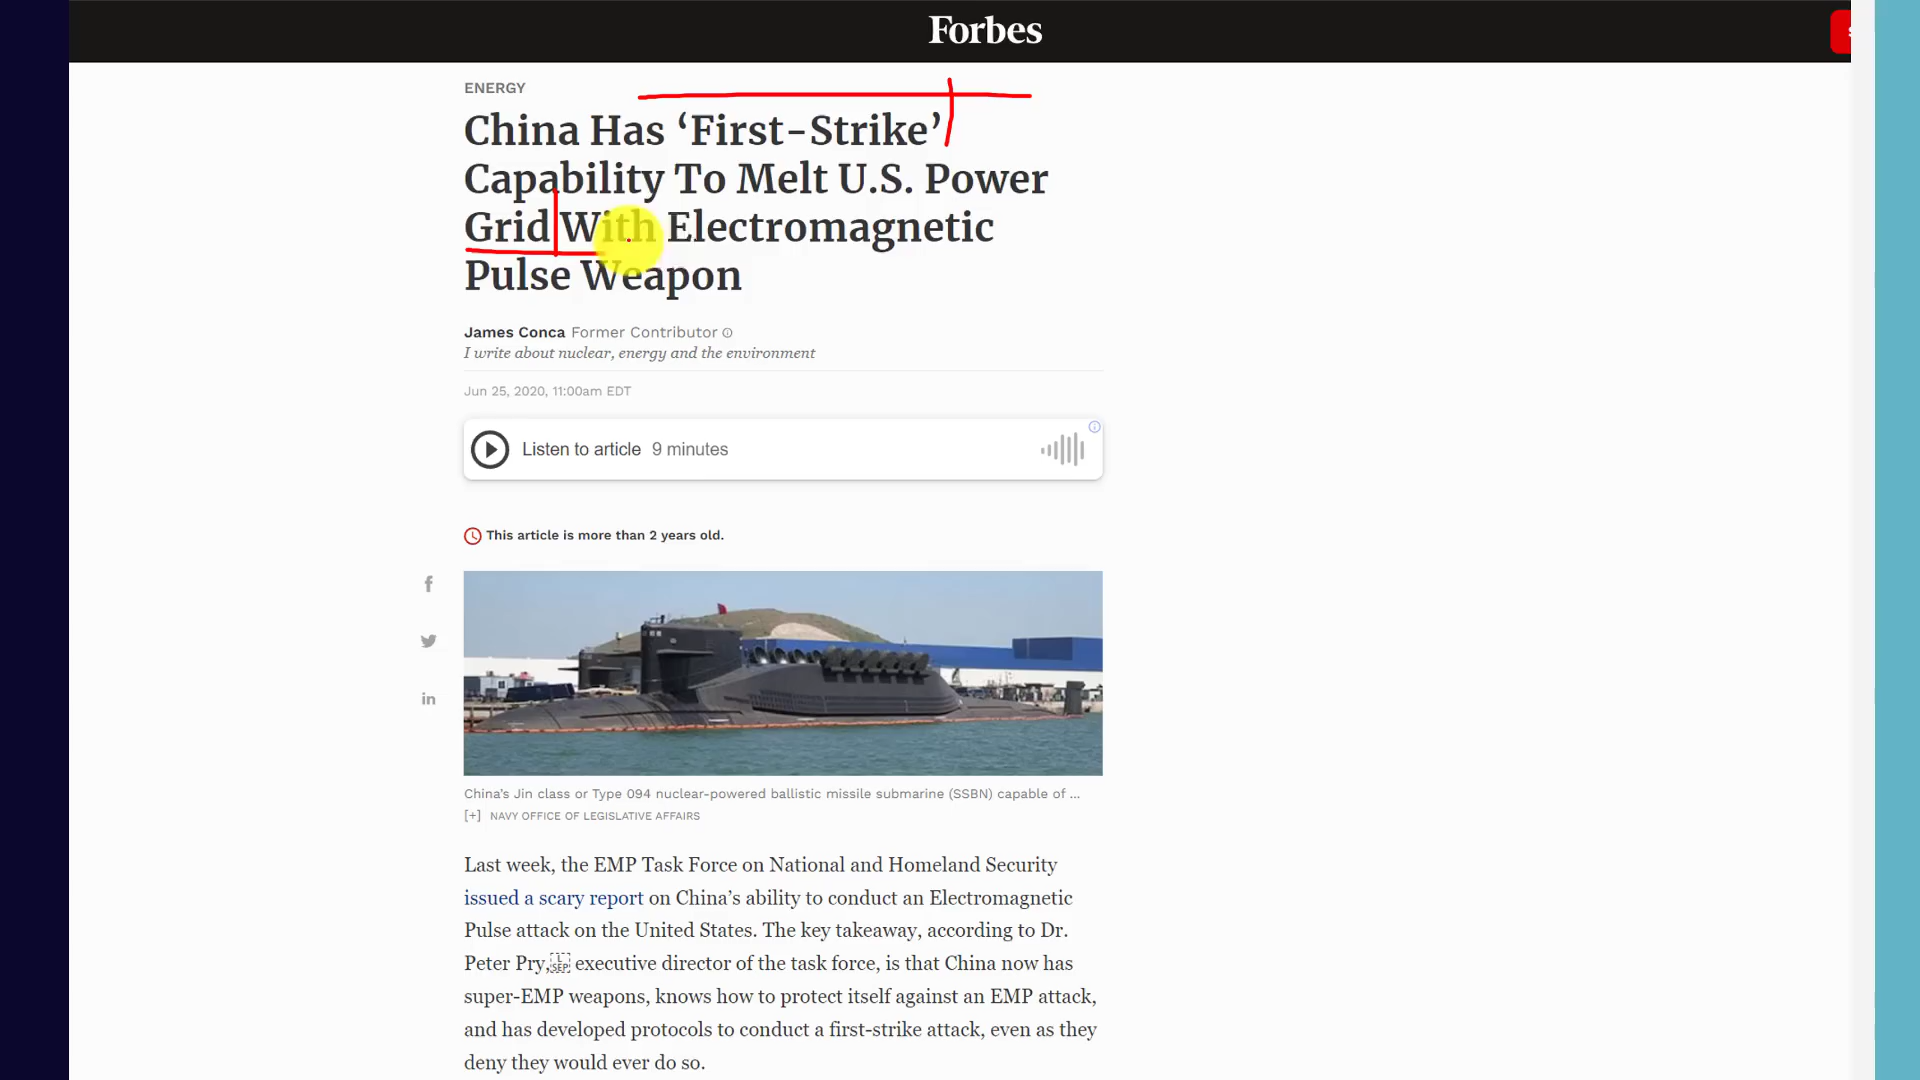 Forbes
ENERGY
China Has ‘First-Strike’
Capability To Melt U.S. Power
Grid With Electromagnetic
Pulse Weapon
James Conca Former Contributor
I write about nuclear, energy and the environment
Jun 25, 2020, 11:00am EDT
Listen to article 9 minutes
This article is more than 2 years old.
China’s Jin class or Type 094 nuclear-powered ballistic missile submarine (SSBN) capable of ...
[+] NAVY OFFICE OF LEGISLATIVE AFFAIRS
Last week, the EMP Task Force on National and Homeland Security
issued a scary report on China’s ability to conduct an Electromagnetic
Pulse attack on the United States. The key takeaway, according to Dr.
Peter Pry, executive director of the task force, is that China now has
super-EMP weapons, knows how to protect itself against an EMP attack,
and has developed protocols to conduct a first-strike attack, even as they
deny they would ever do so.